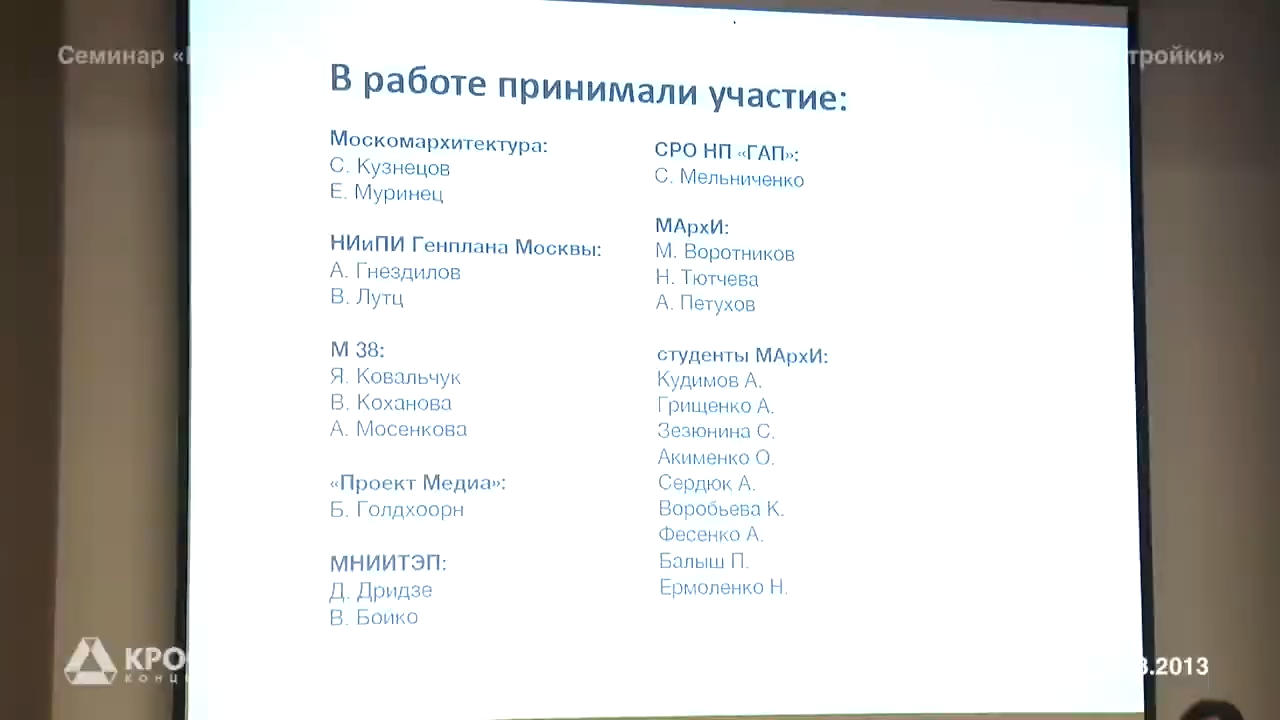 Семинар «
тройки»
В работе принимали участие:
Москомархитектура:
С. Кузнецов
Е. Муринец
НИиПИ Генплана Москвы:
А. Гнездилов
В. Лутц
М 38:
Я. Ковальчук
В. Коханова
А. Мосенкова
«Проект Медиа»:
Б. Голдхоорн
МНИИТЭП:
Д. Дридзе
В. Боико
СРО НП «ГАП»:
С. Мельниченко
МАрхИ:
М. Воротников
Н. Тютчева
А. Петухов
студенты МАрхИ:
Кудимов А.
Грищенко А.
Зезюнина С.
Акименко О.
Сердюк А.
Воробьева К.
Фесенко А.
Балыш П.
Ермоленко Н.
КРО
КОНЦ
3.2013